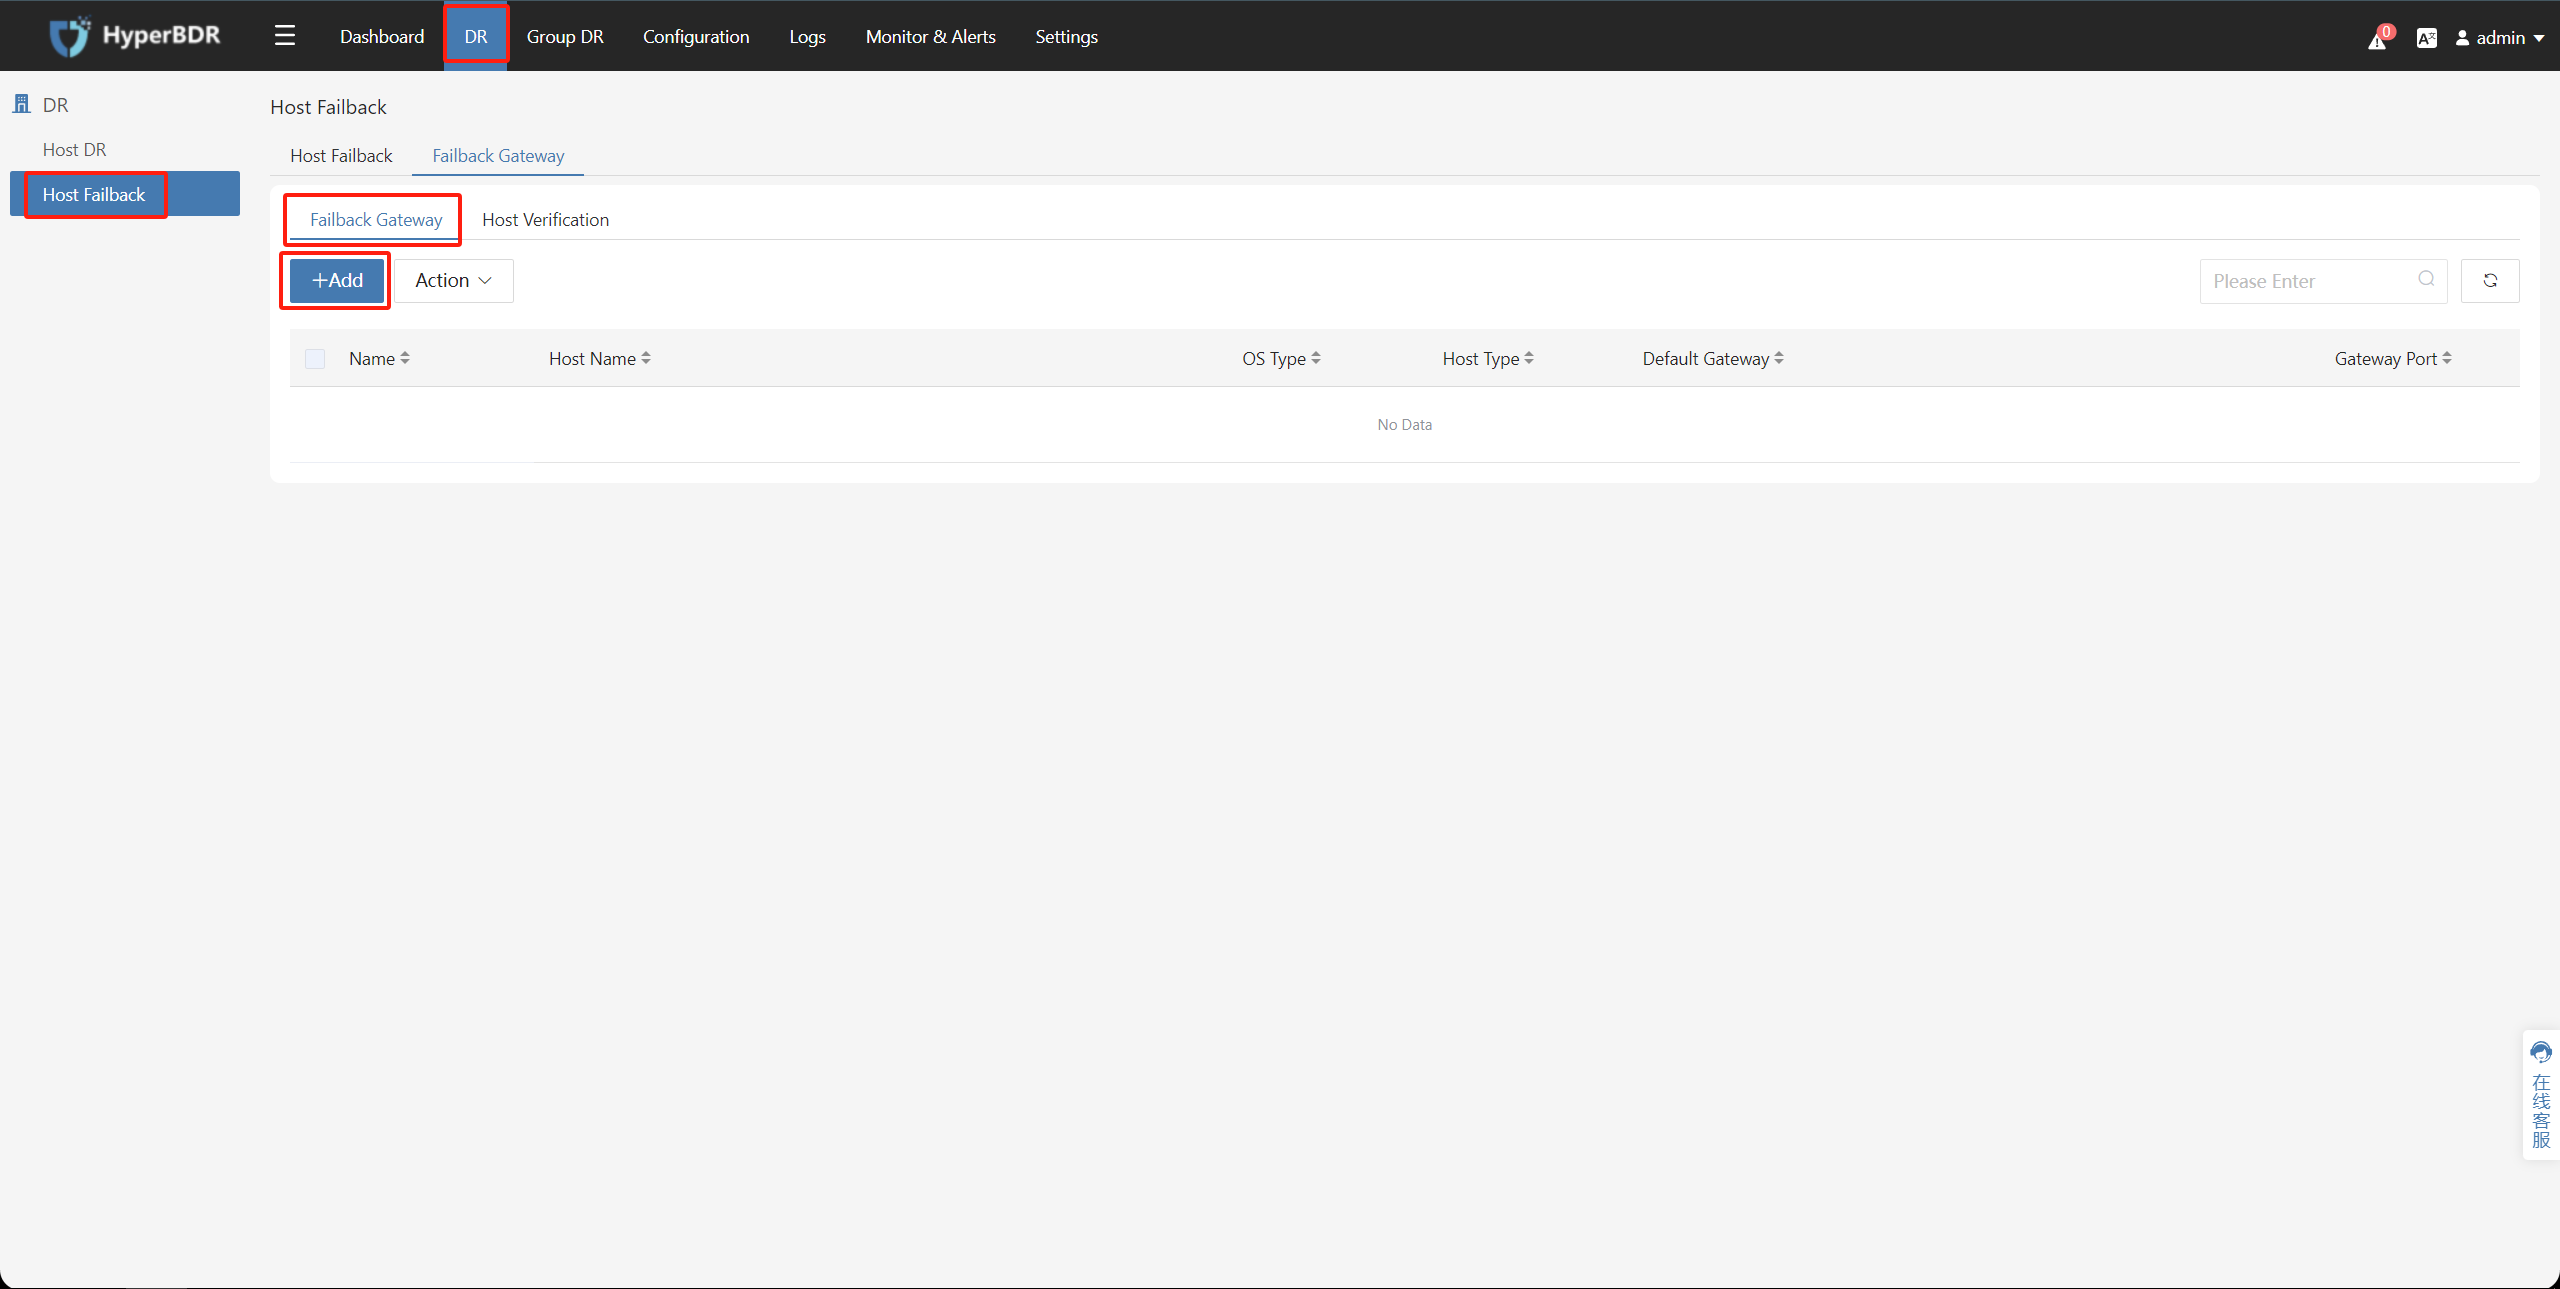 HyperBDR
Dashboard
DR
Group DR
Configuration
Logs
Monitor & Alerts
Settings
0
A文
admin
DR
Host DR
Host Failback
Host Failback
Host Failback
Failback Gateway
Failback Gateway
Host Verification
+Add
Action
Please Enter
Name
Host Name
OS Type
Host Type
Default Gateway
Gateway Port
No Data
在线客服